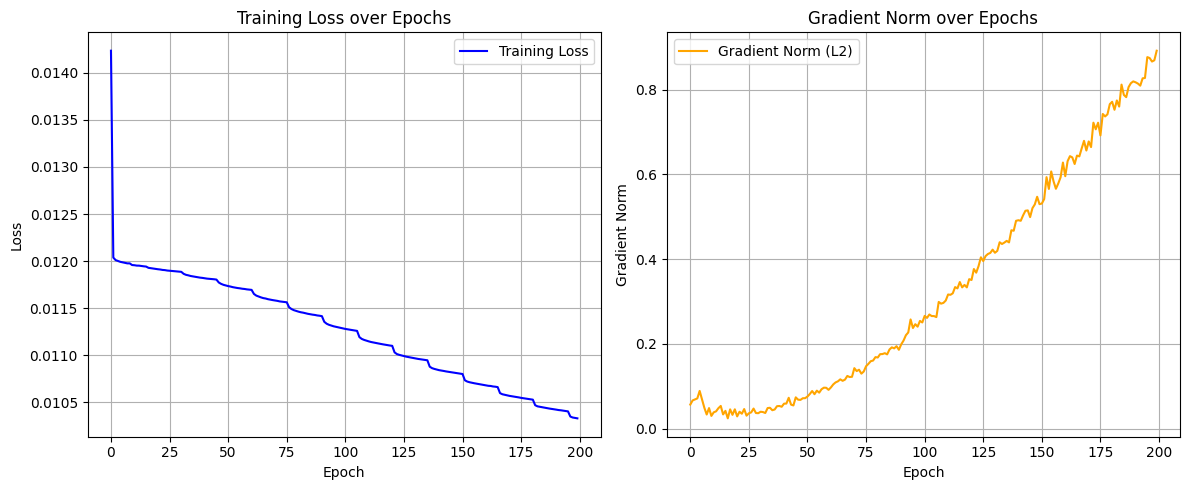 Training Loss over Epochs
Training Loss
0.0140
0.0135
0.0130
0.0125
0.0120
0.0115
0.0110
0.0105
Loss
0 25 50 75 100 125 150 175 200
Epoch
Gradient Norm over Epochs
Gradient Norm (L2)
0.8
0.6
0.4
0.2
0.0
Gradient Norm
0 25 50 75 100 125 150 175 200
Epoch